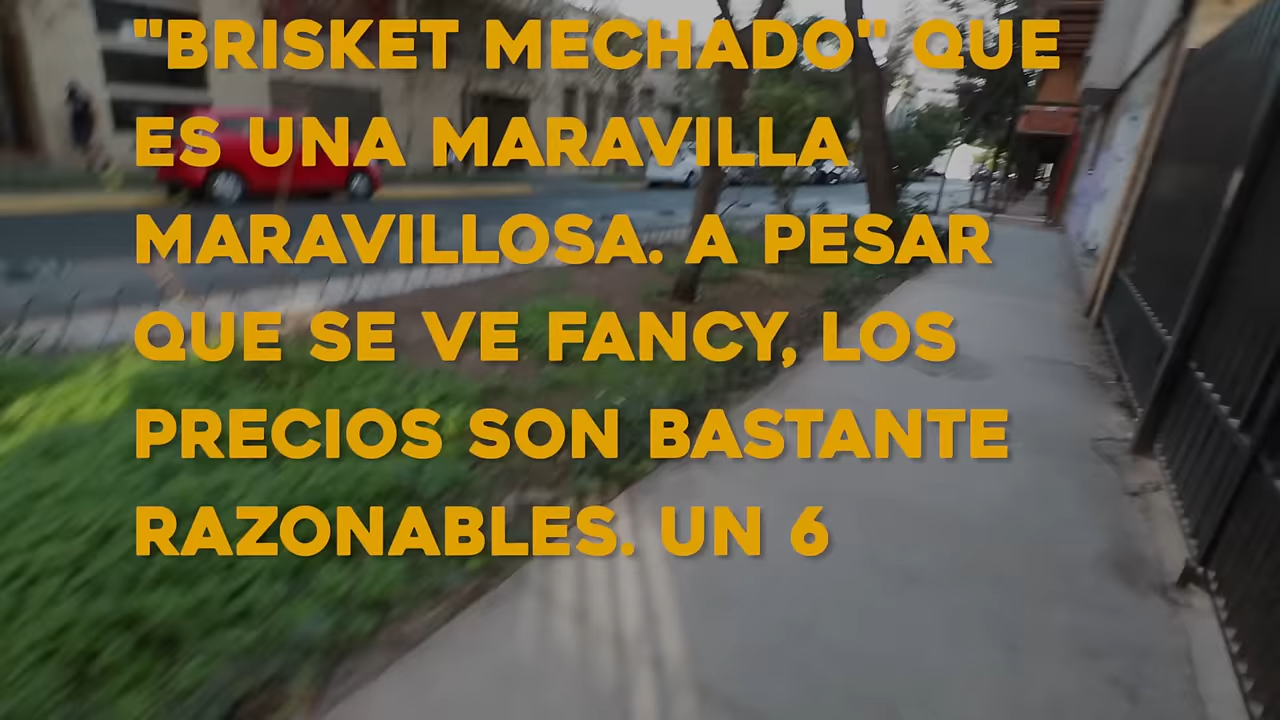 "BRISKET MECHADO" QUE
ES UNA MARAVILLA
MARAVILLOSA. A PESAR
QUE SE VE FANCY, LOS
PRECIOS SON BASTANTE
RAZONABLES. UN 6